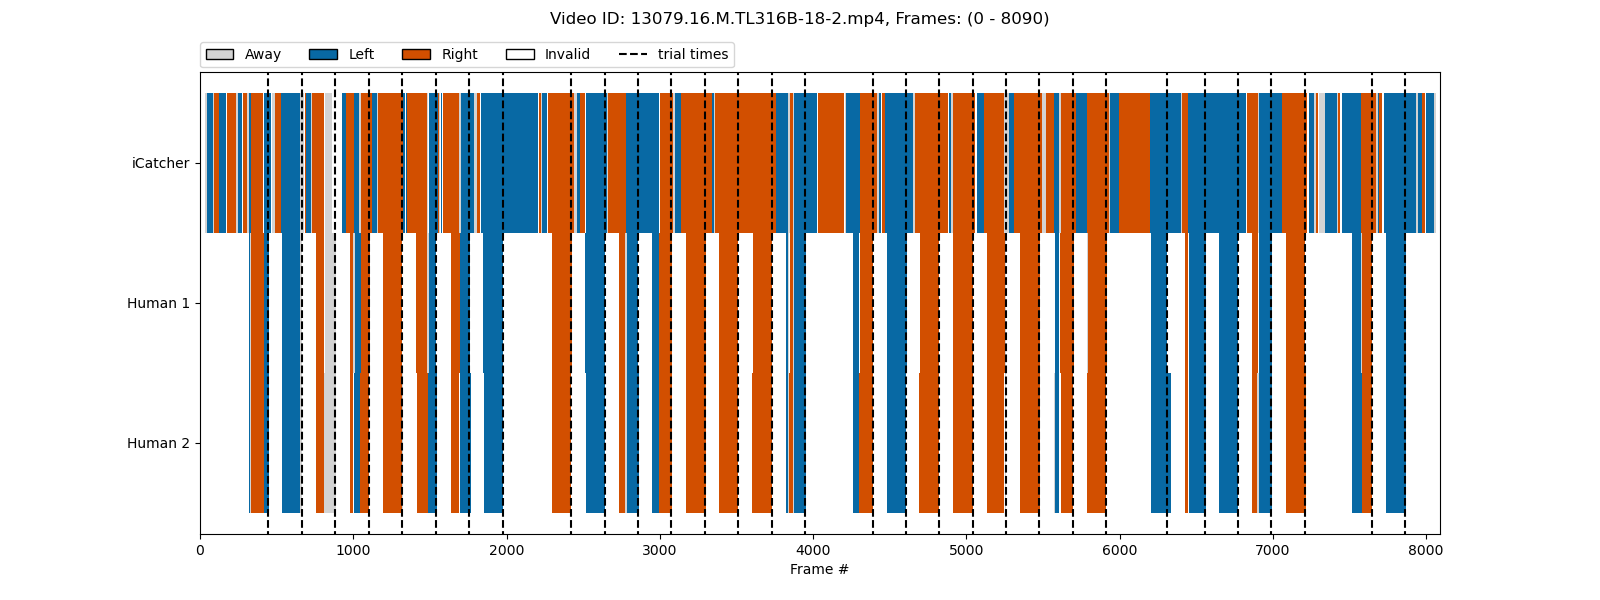 Video ID: 13079.16.M.TL316B-18-2.mp4, Frames: (0 - 8090)
Away Left Right Invalid trial times
iCatcher
Human 1
Human 2
0 1000 2000 3000 4000 5000 6000 7000 8000
Frame #